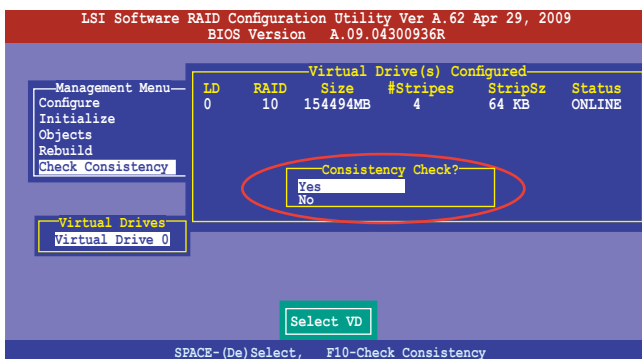 LSI Software RAID Configuration Utility Ver A.62 Apr 29, 2009
BIOS Version A.09.04300936R
Management Menu
Configure
Initialize
Objects
Rebuild
Check Consistency
Virtual Drive(s) Configured
LD RAID Size #Stripes StripSz Status
0 10 154494MB 4 64 KB ONLINE
Consistency Check?
Yes
No
Virtual Drives
Virtual Drive 0
Select VD
SPACE-(De)Select, F10-Check Consistency